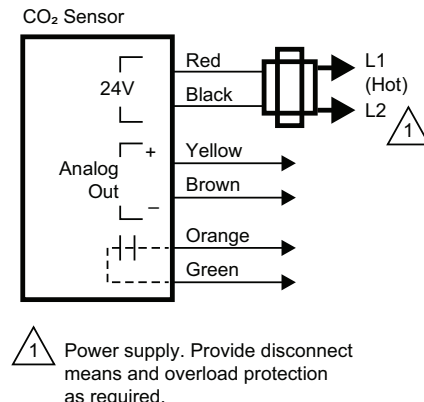 CO₂ Sensor
Red
L1
(Hot)
24V
Black
L2
1
+
Yellow
Analog
Out
Brown
–
Orange
Green
1 Power supply. Provide disconnect
means and overload protection
as required.